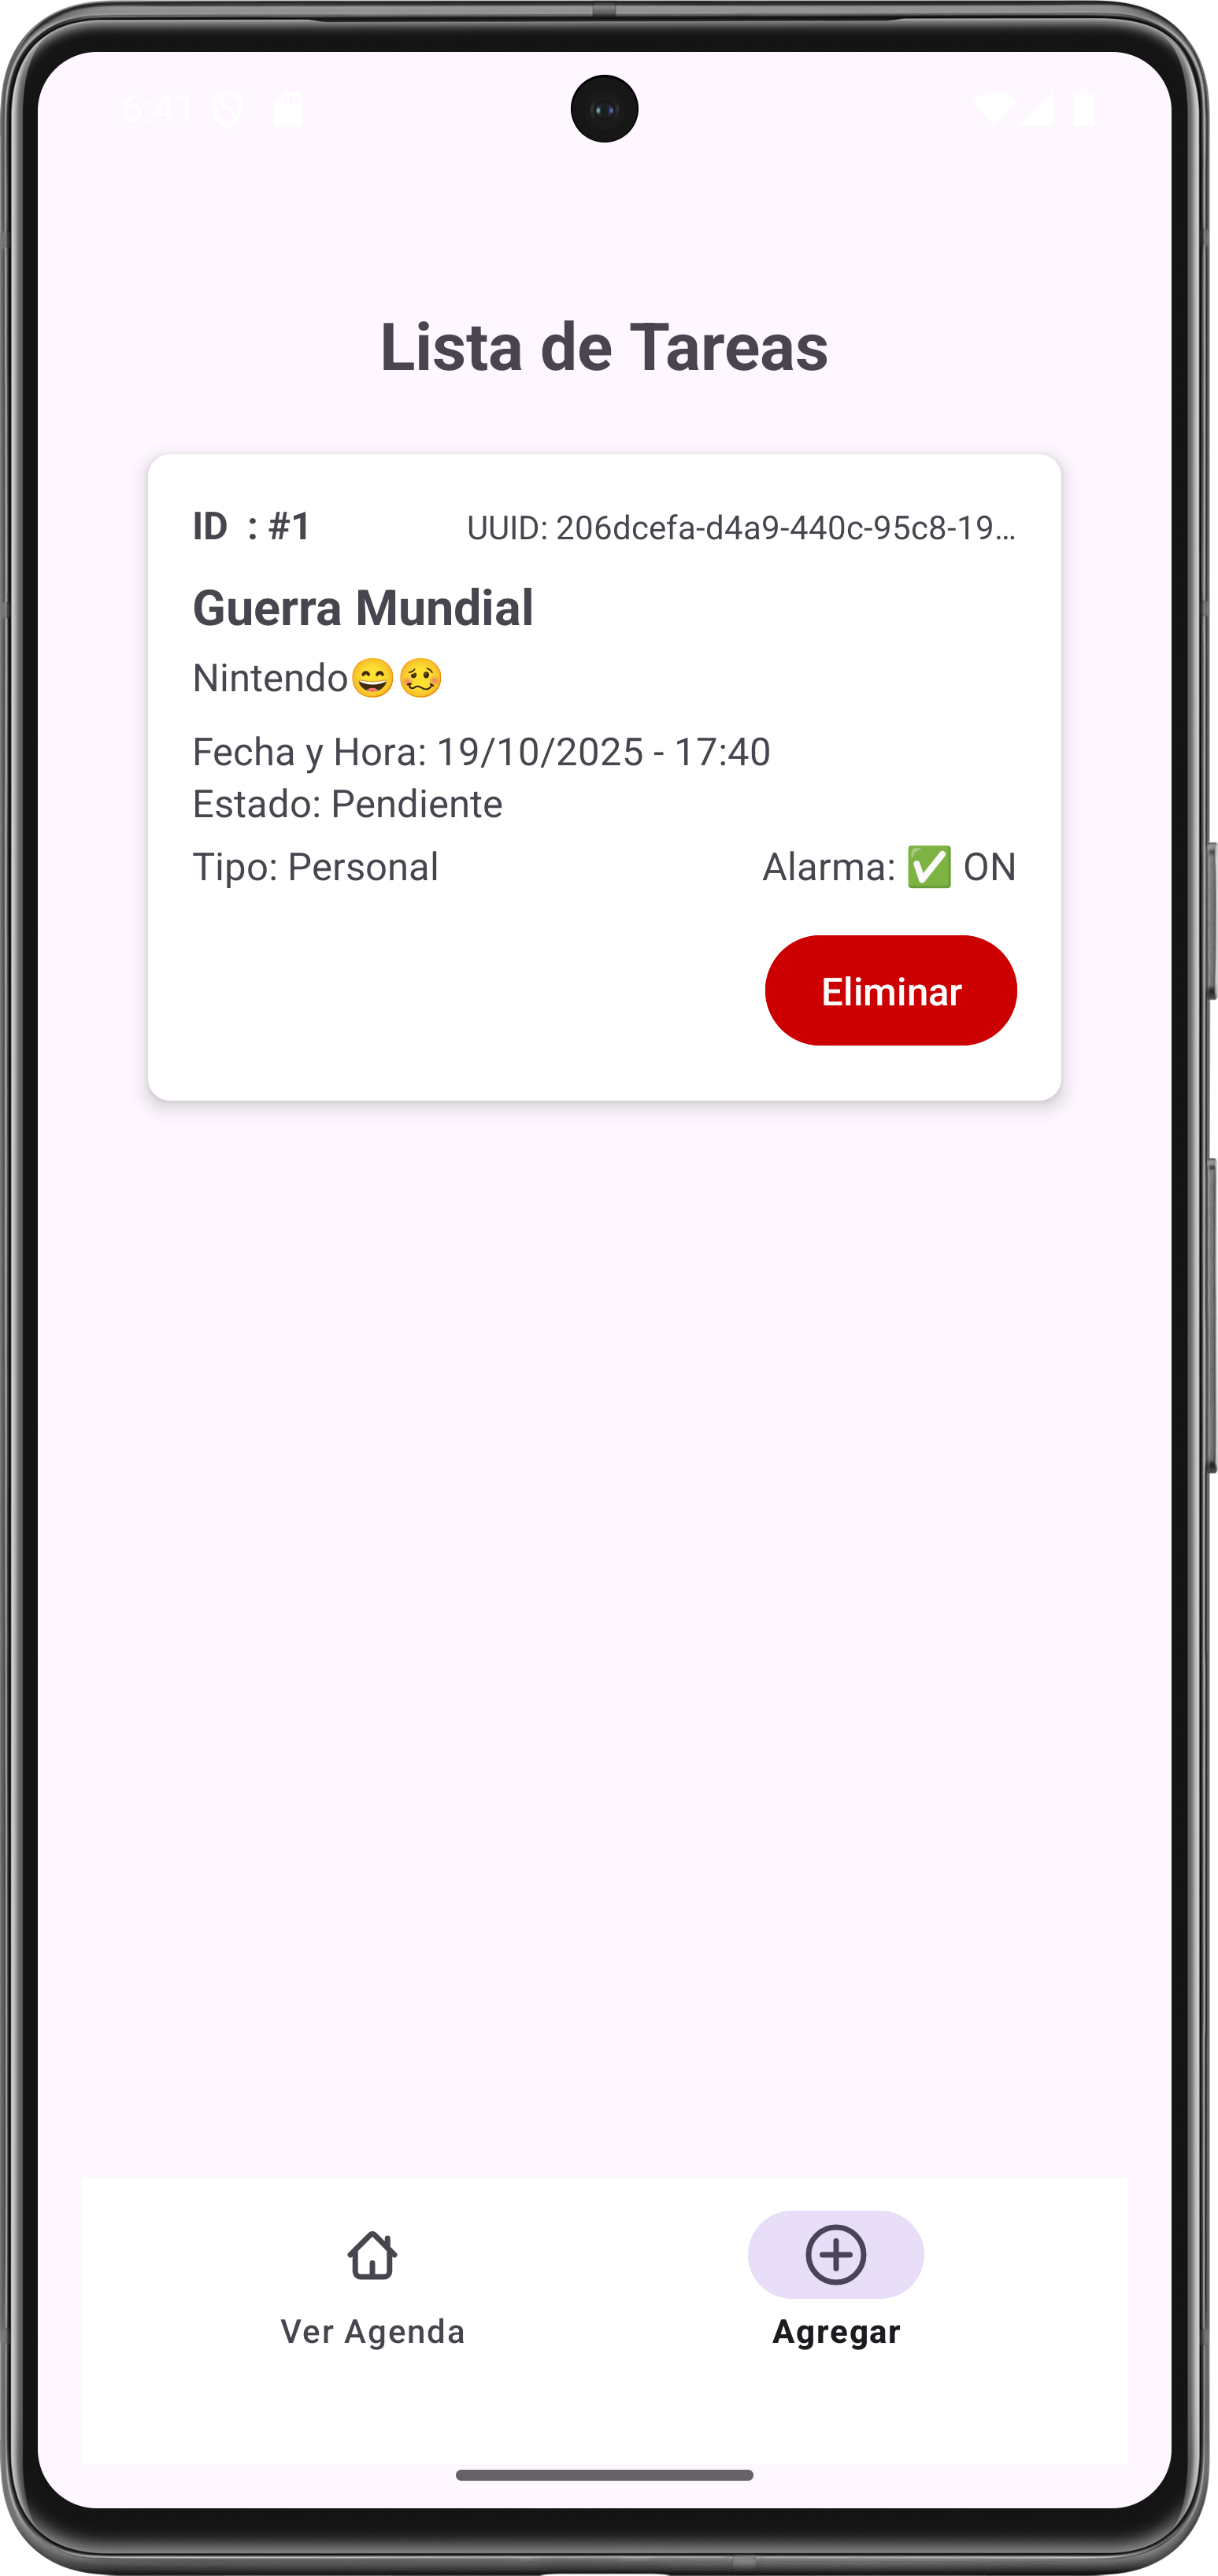 6:41
Lista de Tareas
ID : #1 UUID: 206dcefa-d4a9-440c-95c8-19…
Guerra Mundial
Nintendo😄🥴
Fecha y Hora: 19/10/2025 - 17:40
Estado: Pendiente
Tipo: Personal Alarma: ✅ ON
Eliminar
Ver Agenda Agregar